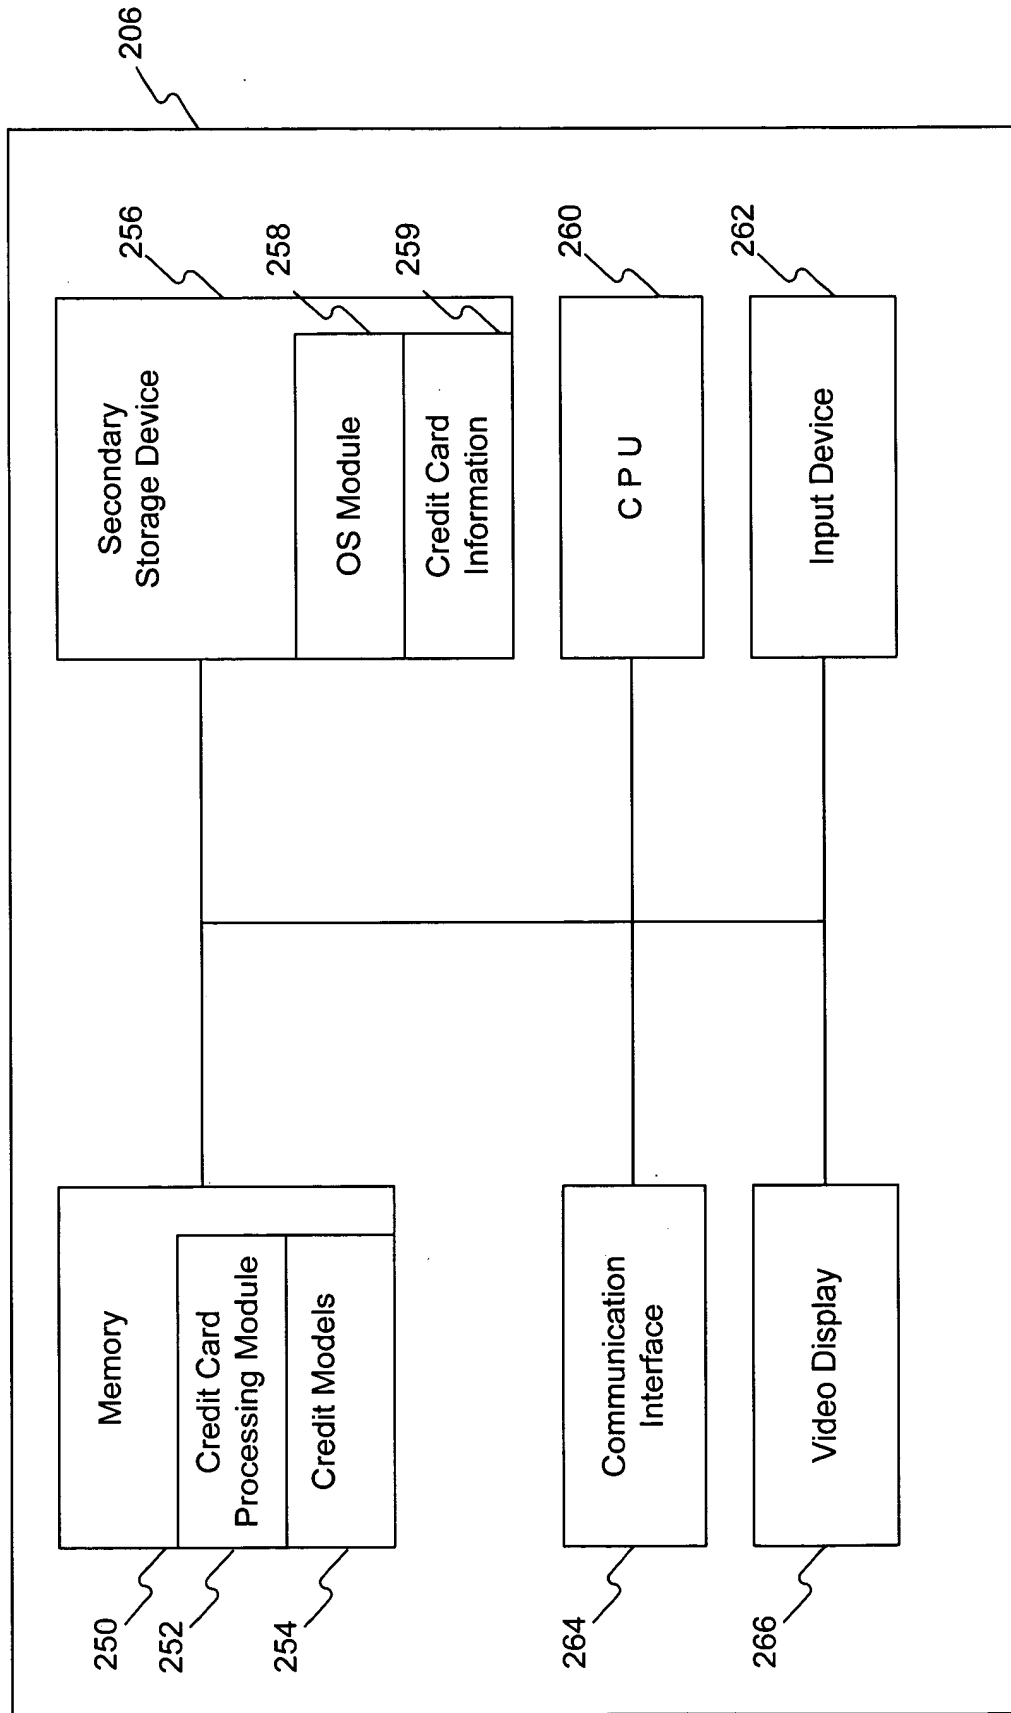 206
250
252
254
Memory
Credit Card
Processing Module
Credit Models
Secondary
Storage Device
OS Module
Credit Card
Information
256
258
259
264
Communication
Interface
C P U
260
266
Video Display
Input Device
262